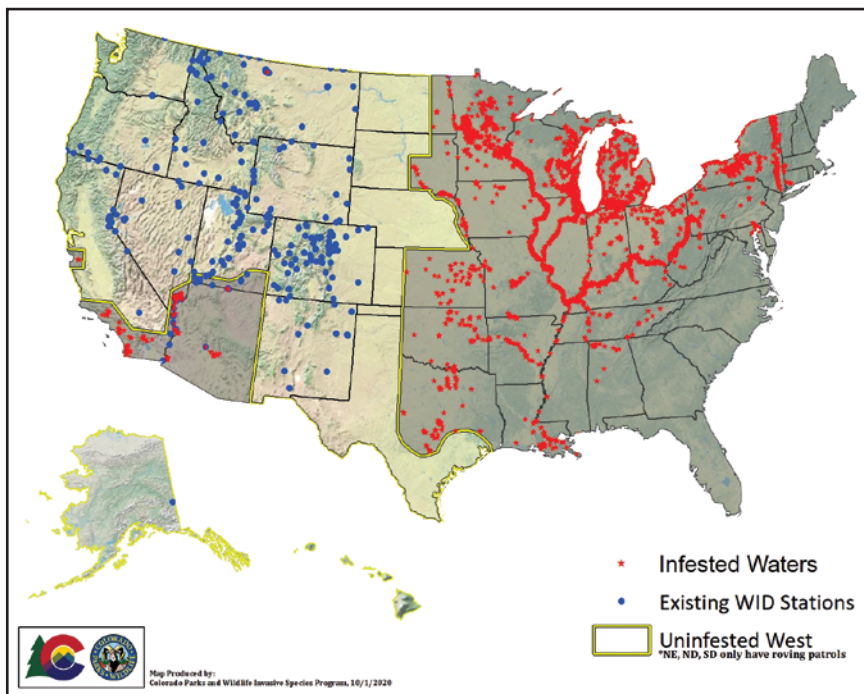 Infested Waters
Existing WID Stations
Uninfested West
*NE, ND, SD only have roving patrols
Map Produced by:
Colorado Parks and Wildlife Invasive Species Program, 10/1/2020